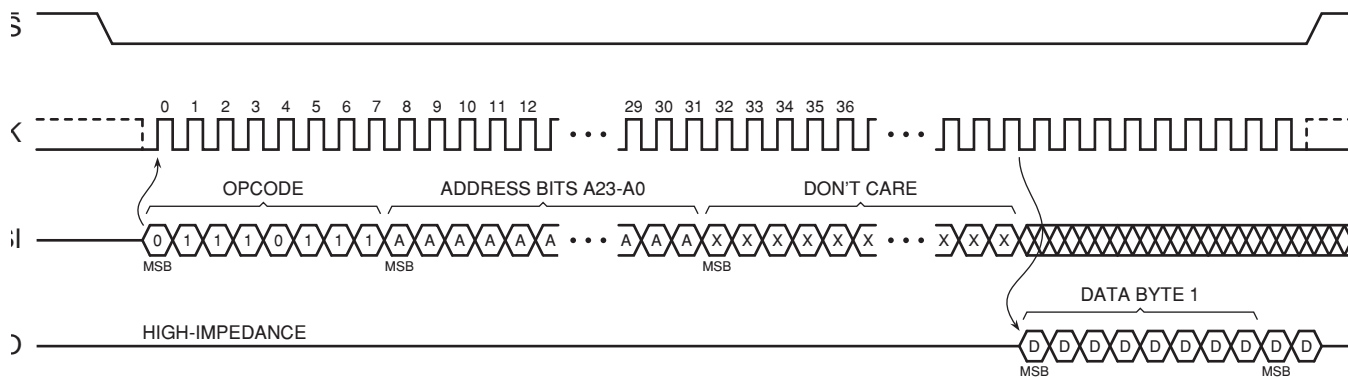 0 1 2 3 4 5 6 7 8 9 10 11 12 29 30 31 32 33 34 35 36
OPCODE ADDRESS BITS A23-A0 DON'T CARE
0 1 1 1 0 1 1 1 A A A A A A A A A X X X X X X X X X
MSB MSB MSB
DATA BYTE 1
HIGH-IMPEDANCE
D D D D D D D D D D
MSB MSB